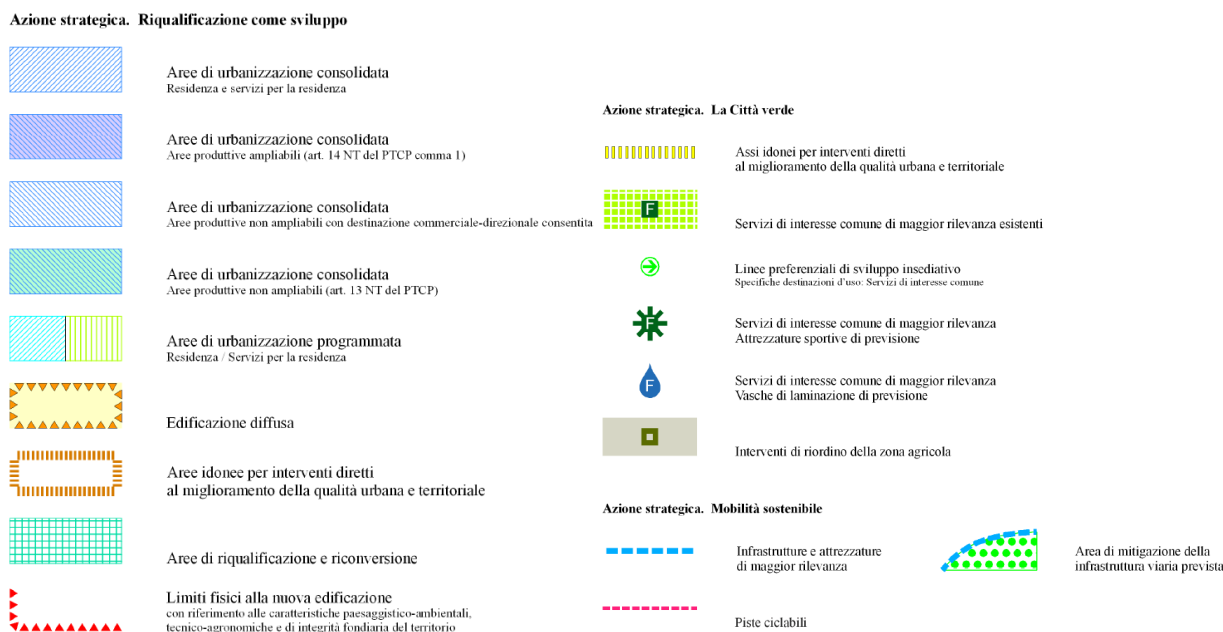 Azione strategica. Riqualificazione come sviluppo
Aree di urbanizzazione consolidata
Residenza e servizi per la residenza
Aree di urbanizzazione consolidata
Aree produttive ampliabili (art. 14 NT del PTCP comma 1)
Aree di urbanizzazione consolidata
Aree produttive non ampliabili con destinazione commerciale-direzionale consentita
Aree di urbanizzazione consolidata
Aree produttive non ampliabili (art. 13 NT del PTCP)
Aree di urbanizzazione programmata
Residenza / Servizi per la residenza
Edificazione diffusa
Aree idonee per interventi diretti
al miglioramento della qualità urbana e territoriale
Area di riqualificazione e riconversione
Limiti fisici alla nuova edificazione
con riferimento alle caratteristiche paesaggistico-ambientali,
tecnico-agronomiche e di integrità fondiaria del territorio
Azione strategica. La Città verde
Assi idonei per interventi diretti
al miglioramento della qualità urbana e territoriale
F
Servizi di interesse comune di maggior rilevanza esistenti
Linee preferenziali di sviluppo insediativo
Specifiche destinazioni d'uso: Servizi di interesse comune
F
Servizi di interesse comune di maggior rilevanza
Attrezzature sportive di previsione
F
Servizi di interesse comune di maggior rilevanza
Vasche di laminazione di previsione
Interventi di riordino della zona agricola
Azione strategica. Mobilità sostenibile
Infrastrutture e attrezzature
di maggior rilevanza
Area di mitigazione della
infrastruttura viaria prevista
Piste ciclabili